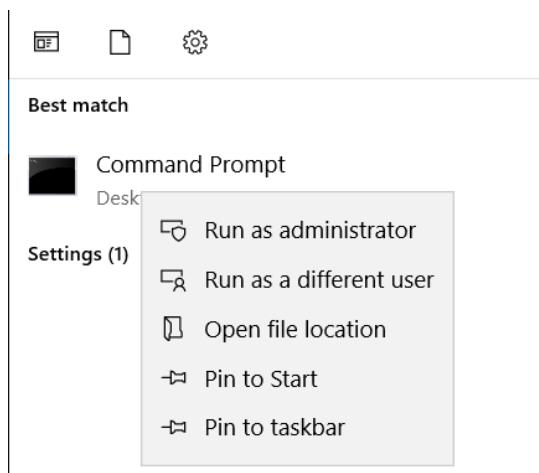 Best match
Command Prompt
Desk
Settings (1)
Run as administrator
Run as a different user
Open file location
Pin to Start
Pin to taskbar